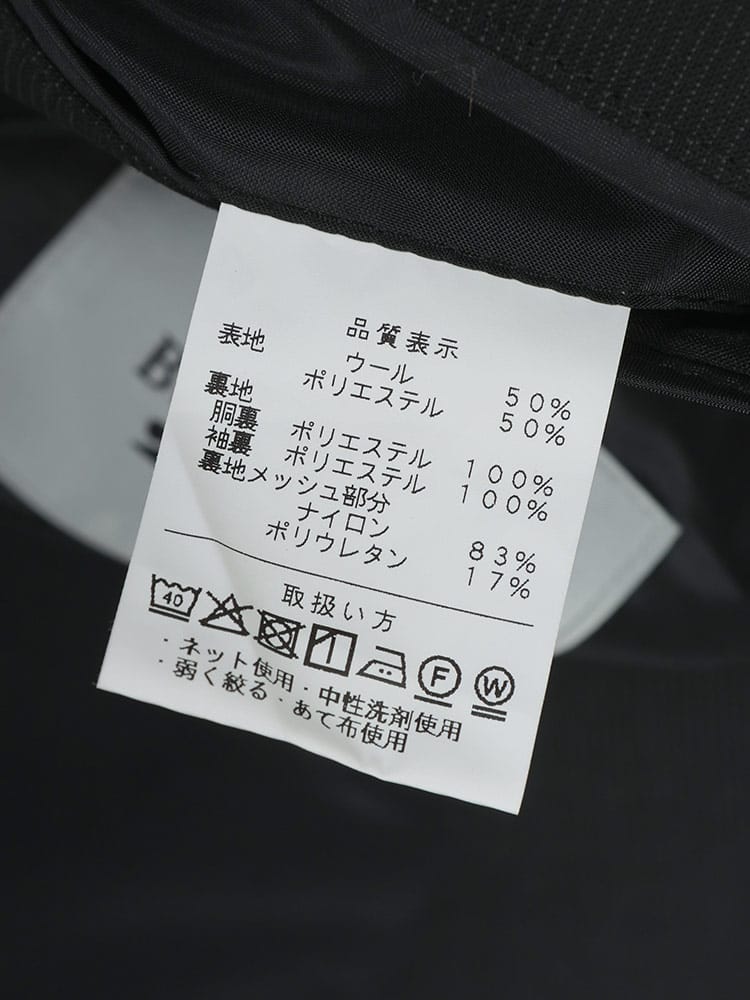 品質表示
表地
ウール 50%
ポリエステル 50%
裏地
胴裏 ポリエステル 100%
袖裏 ポリエステル 100%
裏地メッシュ部分
ナイロン 83%
ポリウレタン 17%
取扱い方
40 F W
・ネット使用・中性洗剤使用
・弱く絞る・あて布使用
B